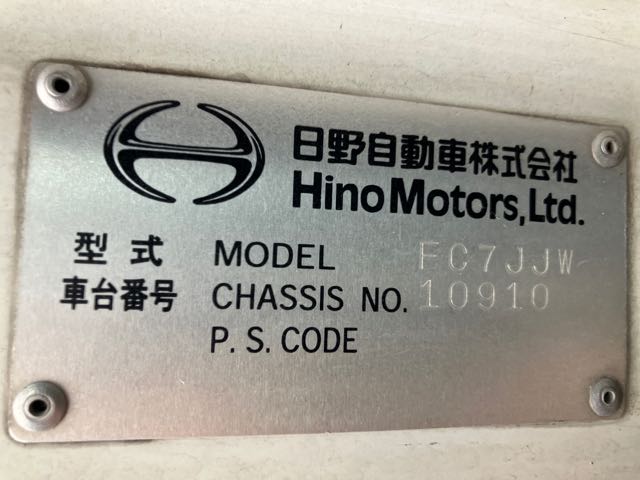 日野自動車株式会社
Hino Motors, Ltd.
型式 MODEL FC7JJW
車台番号 CHASSIS NO. 10910
P. S. CODE